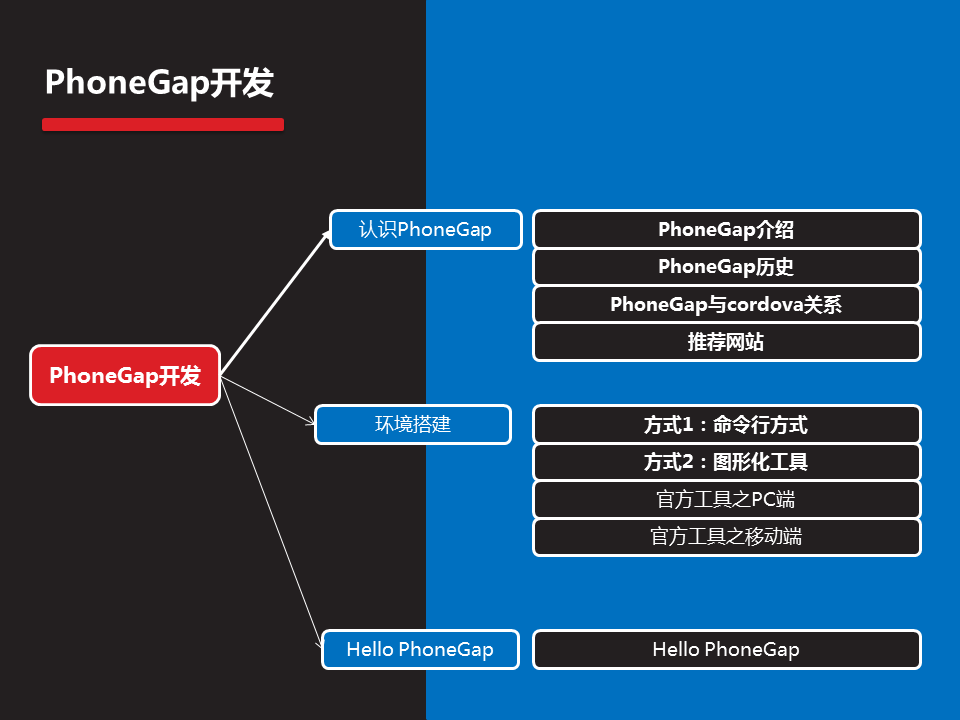 PhoneGap开发
认识PhoneGap
PhoneGap介绍
PhoneGap历史
PhoneGap与cordova关系
推荐网站
PhoneGap开发
环境搭建
方式1：命令行方式
方式2：图形化工具
官方工具之PC端
官方工具之移动端
Hello PhoneGap
Hello PhoneGap